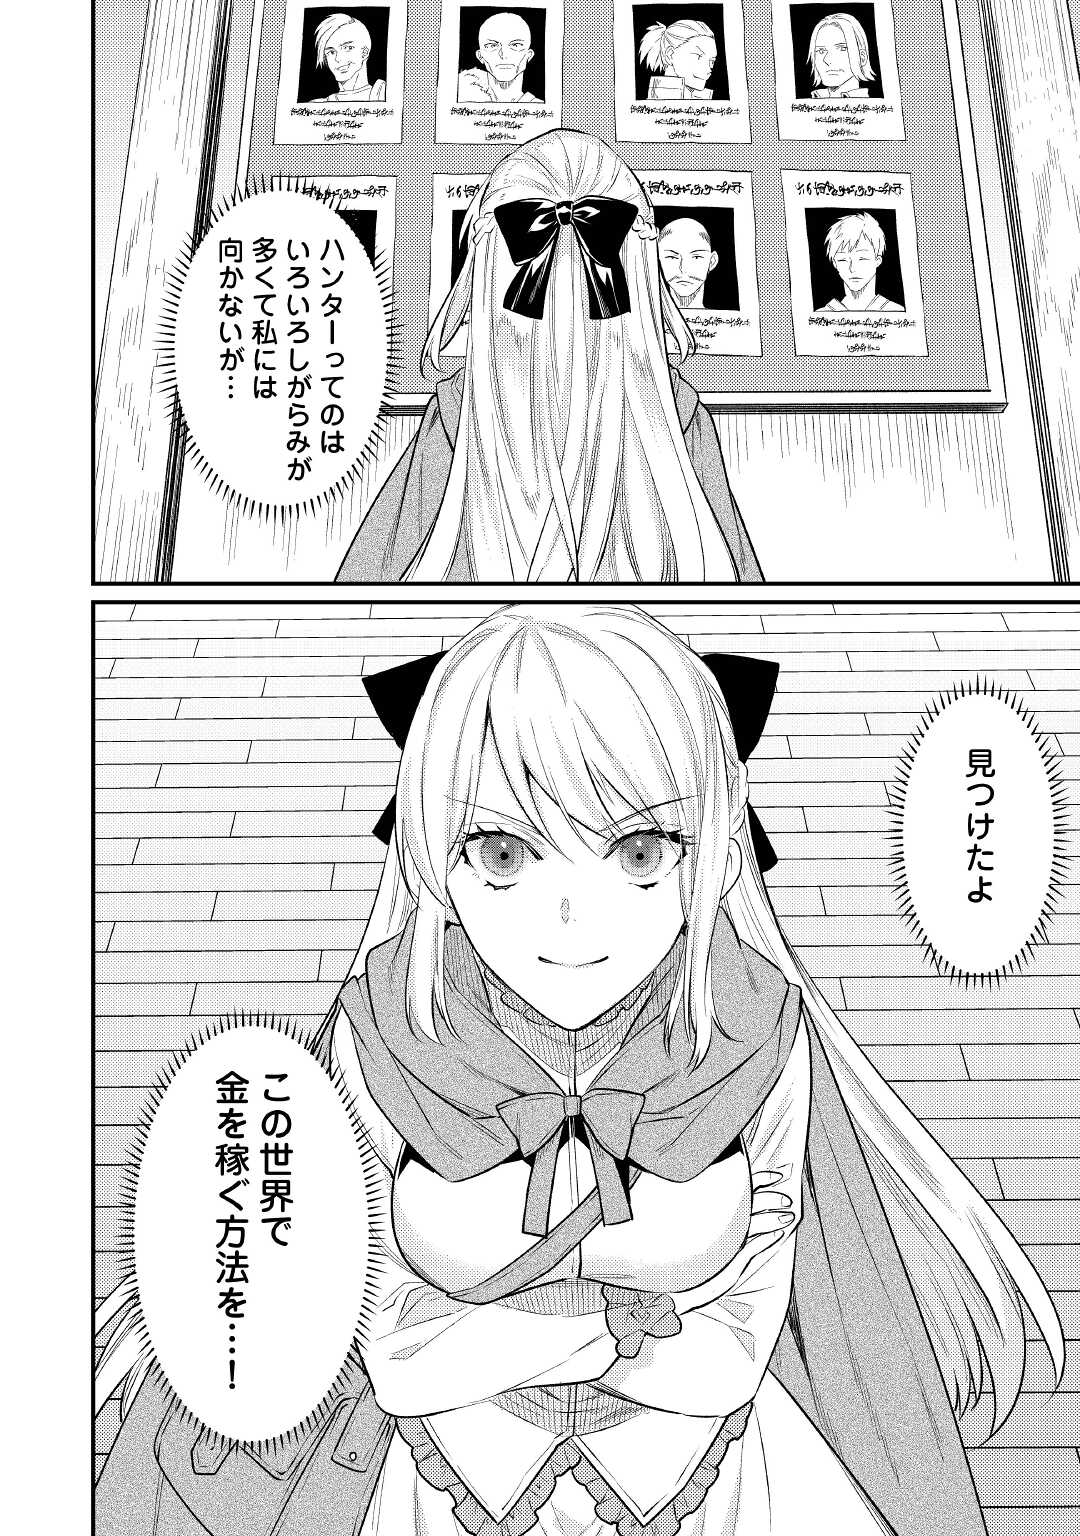 ハンターってのは
いろいろしがらみが
多くて私には
向かないが…
見つけたよ
この世界で
金を稼ぐ方法を……！